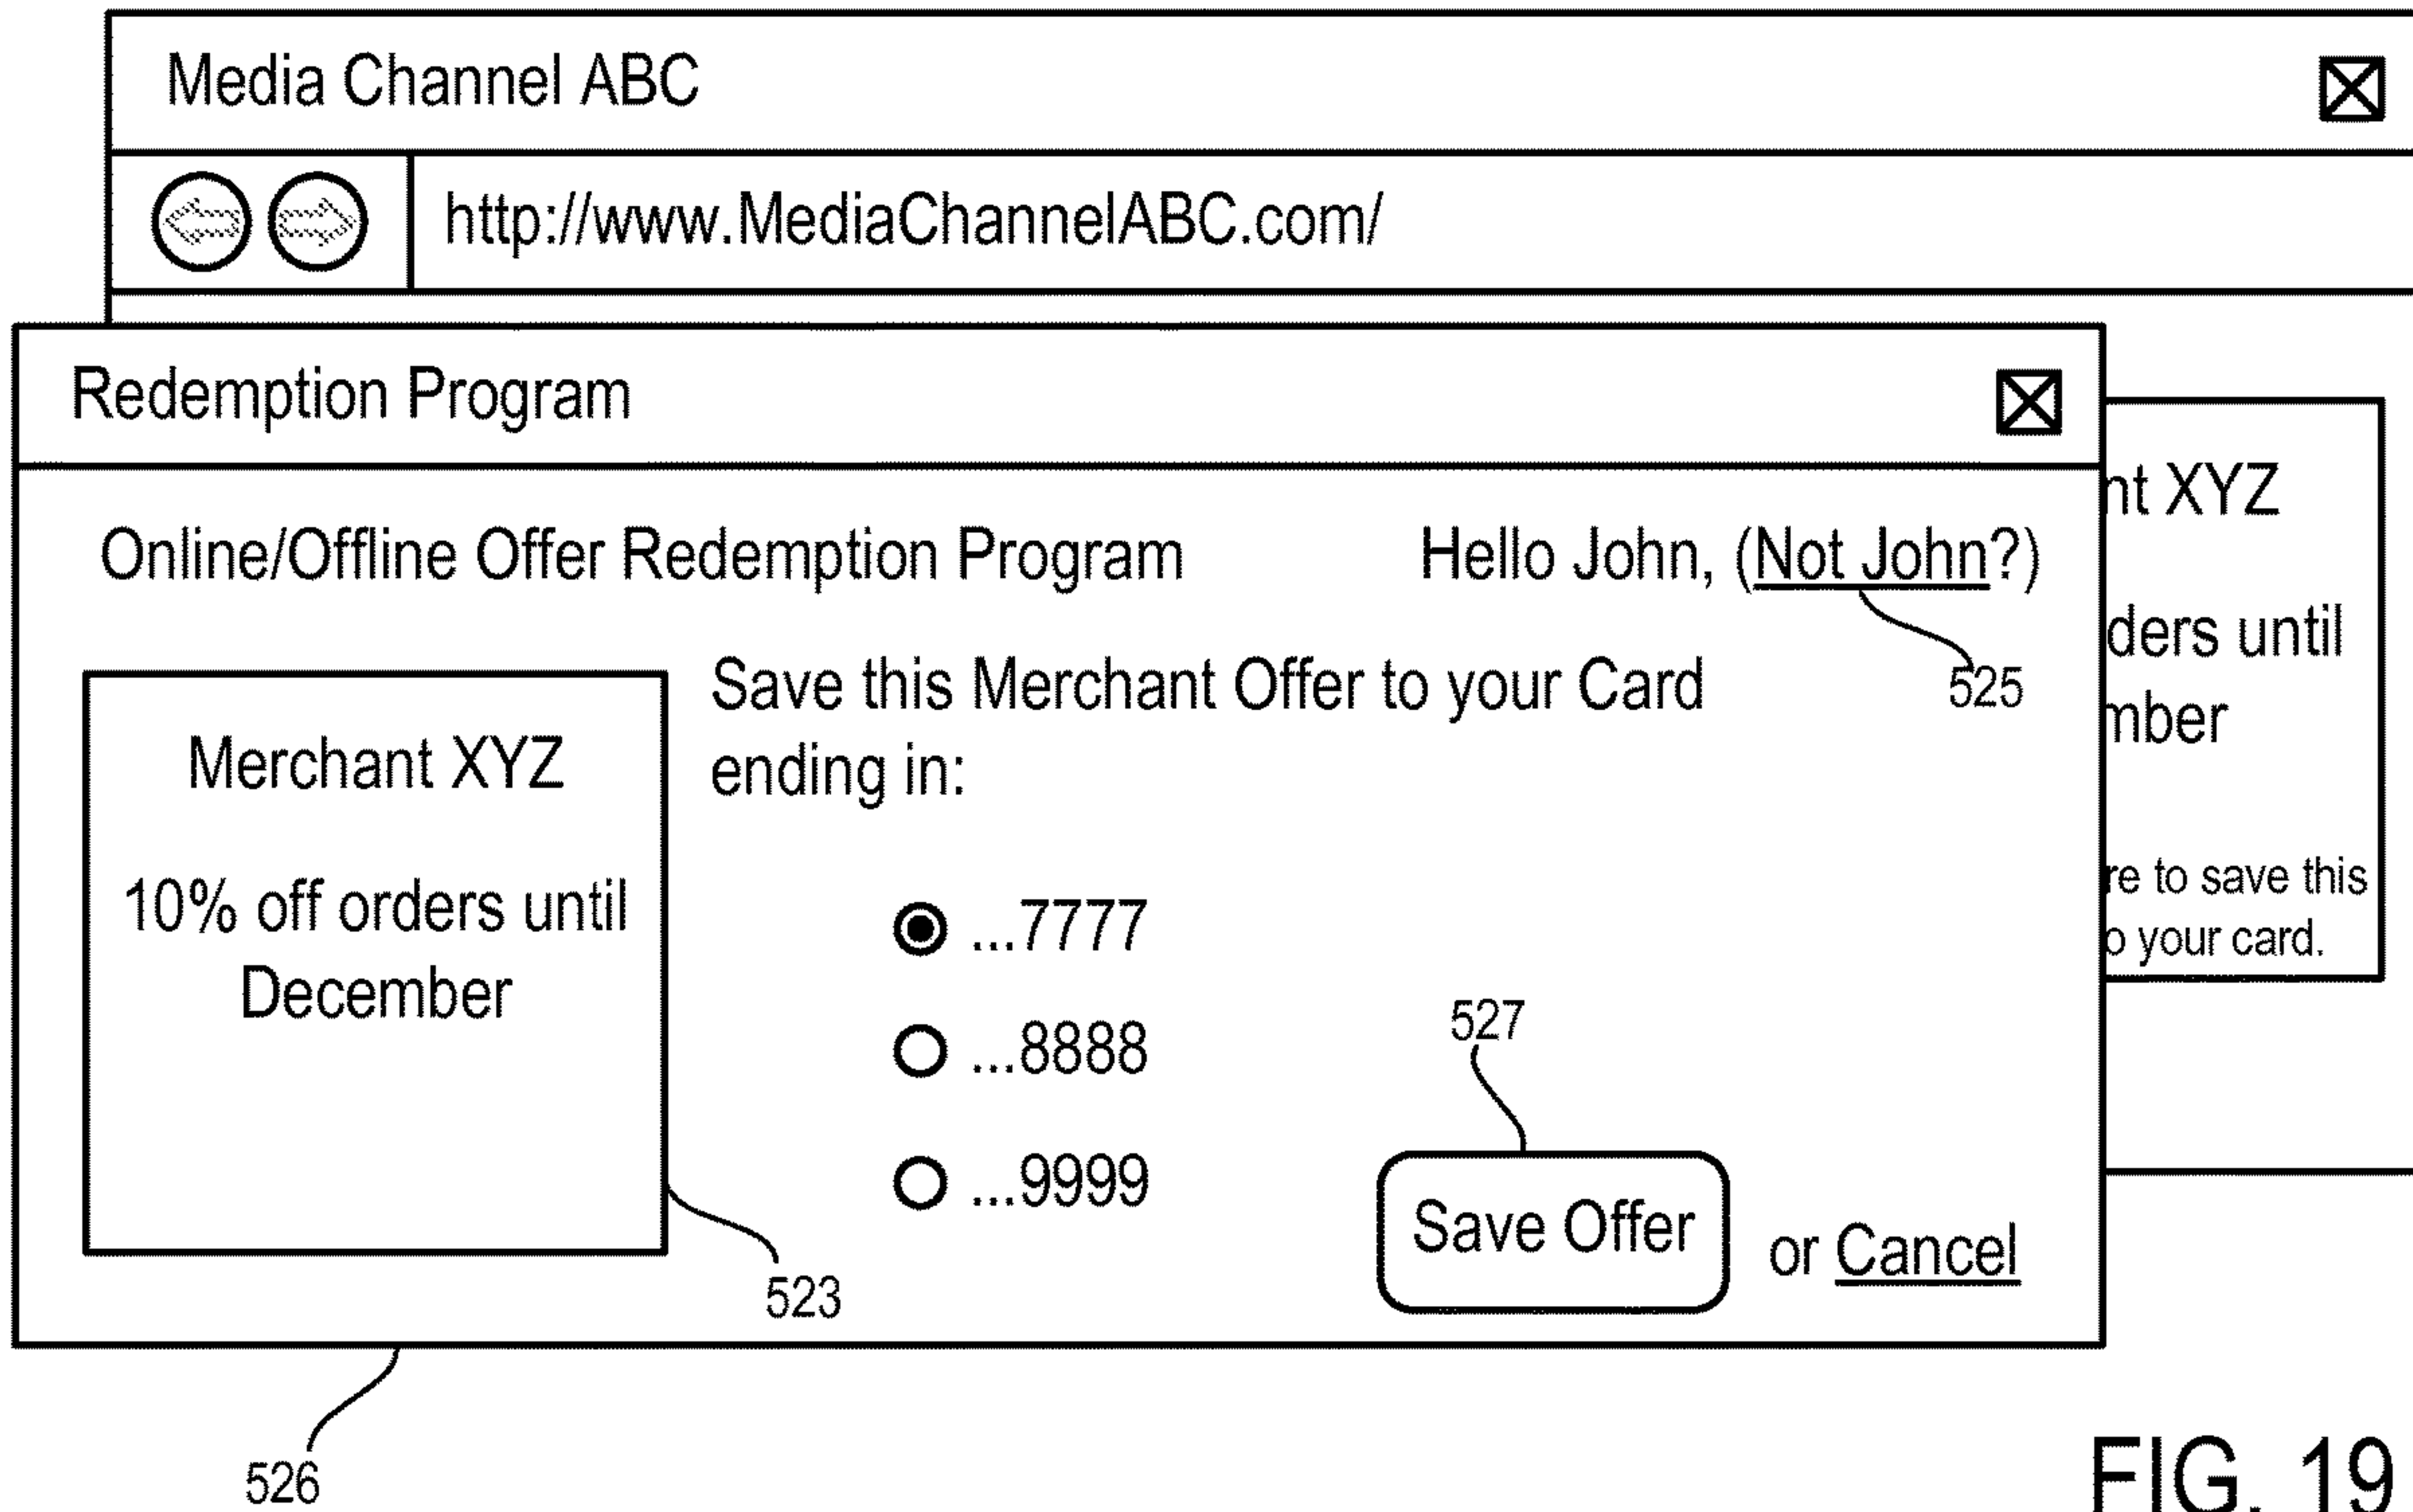 Media Channel ABC
http://www.MediaChannelABC.com/
Redemption Program
Online/Offline Offer Redemption Program
Hello John, (Not John?)
525
Save this Merchant Offer to your Card
ending in:
Merchant XYZ
10% off orders until
December
523
...7777
...8888
...9999
527
Save Offer
or Cancel
526
nt XYZ
ders until
mber
re to save this
o your card.
FIG. 19